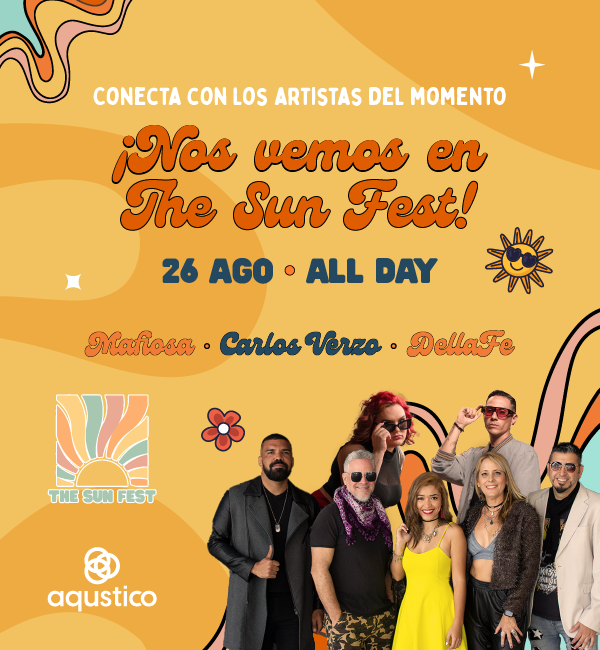 CONECTA CON LOS ARTISTAS DEL MOMENTO
¡Nos vemos en
The Sun Fest!
26 AGO • ALL DAY
Mafiosa • Carlos Verzo • DellaFe
THE SUN FEST
aqustico